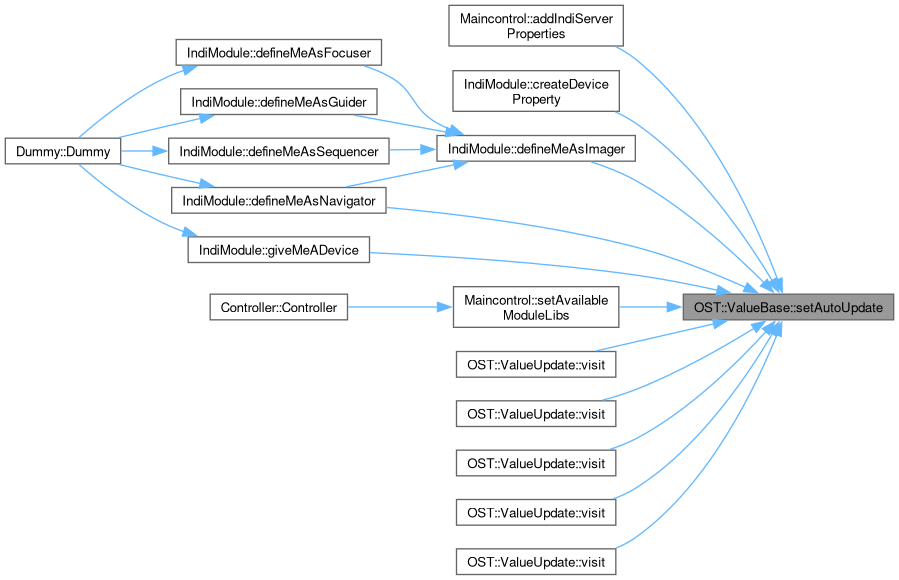 Maincontrol::addIndiServer
Properties
IndiModule::defineMeAsFocuser
IndiModule::createDevice
Property
IndiModule::defineMeAsGuider
Dummy::Dummy
IndiModule::defineMeAsSequencer
IndiModule::defineMeAsImager
IndiModule::defineMeAsNavigator
IndiModule::giveMeADevice
Controller::Controller
Maincontrol::setAvailable
ModuleLibs
OST::ValueBase::setAutoUpdate
OST::ValueUpdate::visit
OST::ValueUpdate::visit
OST::ValueUpdate::visit
OST::ValueUpdate::visit
OST::ValueUpdate::visit